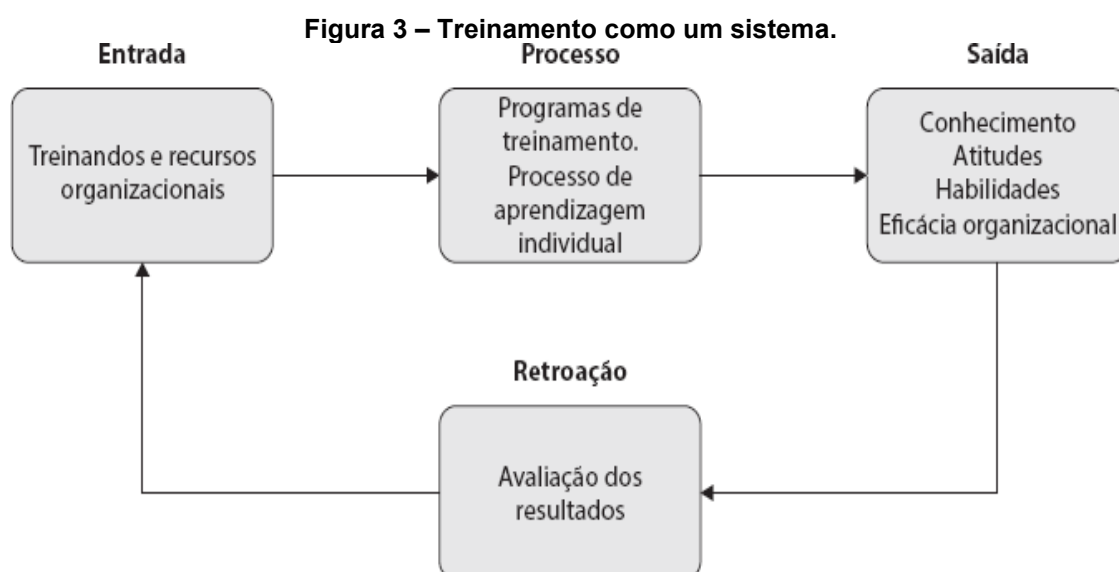 Figura 3 – Treinamento como um sistema.
Entrada
Processo
Saída
Treinandos e recursos
organizacionais
Programas de
treinamento.
Processo de
aprendizagem
individual
Conhecimento
Atitudes
Habilidades
Eficácia organizacional
Retroação
Avaliação dos
resultados